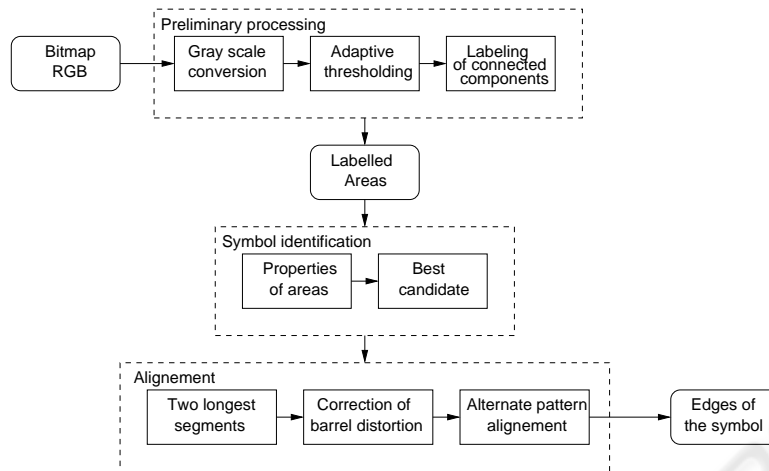 Preliminary processing
Bitmap
RGB
Gray scale
conversion
Adaptive
thresholding
Labeling
of connected
components
Labelled
Areas
Symbol identification
Properties
of areas
Best
candidate
Alignement
Two longest
segments
Correction of
barrel distortion
Alternate pattern
alignement
Edges of
the symbol